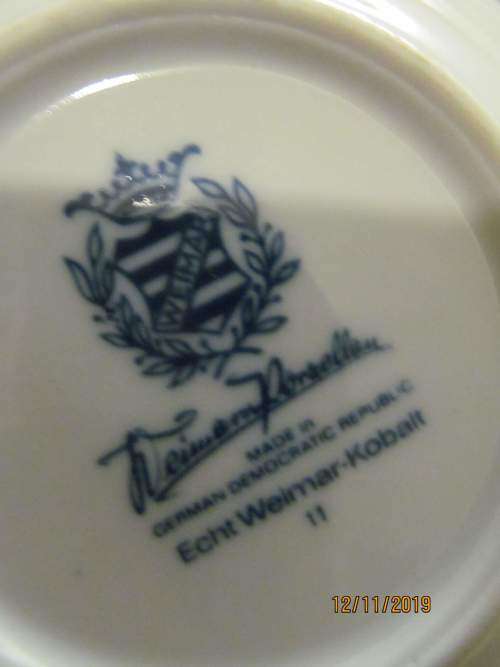 WEIMAR
Weimar Porzellan
MADE IN
GERMAN DEMOCRATIC REPUBLIC
Echt Weimar-Kobalt
11
12/11/2019